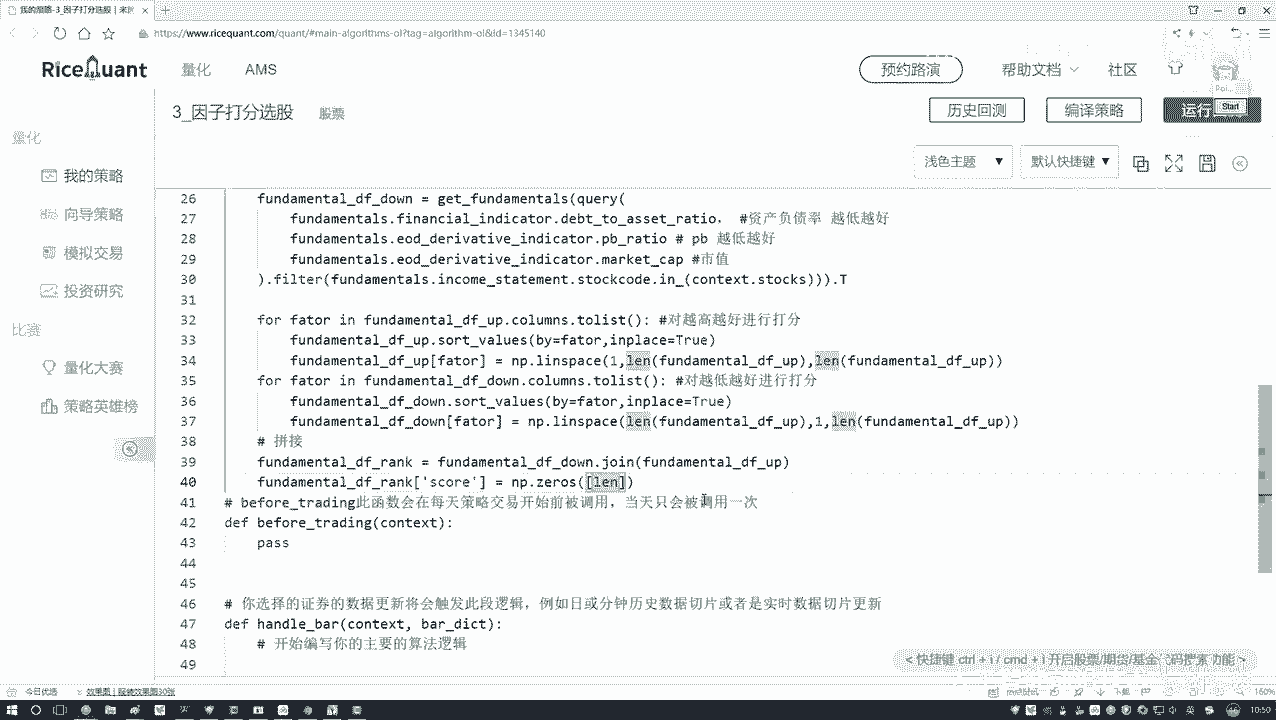 我的策略-3_因子打分选股 | 米
https://www.ricequant.com/quant/#main-algorithms-ol?tag=algorithm-ol&id=1345140
RiceQuant 量化 AMS 预约路演 帮助文档 社区
3_因子打分选股 股票 历史回测 编译策略 运行 Start
浅色主题 ▼ 默认快捷键 ▼
量化
我的策略
向导策略
模拟交易
投资研究
比赛
量化大赛
策略英雄榜
26 fundamental_df_down = get_fundamentals(query(
27 fundamentals.financial_indicator.debt_to_asset_ratio, #资产负债率 越低越好
28 fundamentals.eod_derivative_indicator.pb_ratio # pb 越低越好
29 fundamentals.eod_derivative_indicator.market_cap #市值
30 ).filter(fundamentals.income_statement.stockcode.in_(context.stocks))).T
31
32 for fator in fundamental_df_up.columns.tolist(): #对越高越好进行打分
33 fundamental_df_up.sort_values(by=fator,inplace=True)
34 fundamental_df_up[fator] = np.linspace(1,len(fundamental_df_up),len(fundamental_df_up))
35 for fator in fundamental_df_down.columns.tolist(): #对越低越好进行打分
36 fundamental_df_down.sort_values(by=fator,inplace=True)
37 fundamental_df_down[fator] = np.linspace(len(fundamental_df_up),1,len(fundamental_df_up))
38 # 拼接
39 fundamental_df_rank = fundamental_df_down.join(fundamental_df_up)
40 fundamental_df_rank['score'] = np.zeros([len])
41 # before_trading此函数会在每天策略交易开始前被调用，当天只会被调用一次
42 def before_trading(context):
43 pass
44
45
46 # 你选择的证券的数据更新将会触发此段逻辑，例如日或分钟历史数据切片或者是实时数据切片更新
47 def handle_bar(context, bar_dict):
48 # 开始编写你的主要的算法逻辑
49
< 快捷键 ctrl + i / cmd + i 开启股票/期货/基金
今日优选 效果图|服装效果图30张 160%
10:50